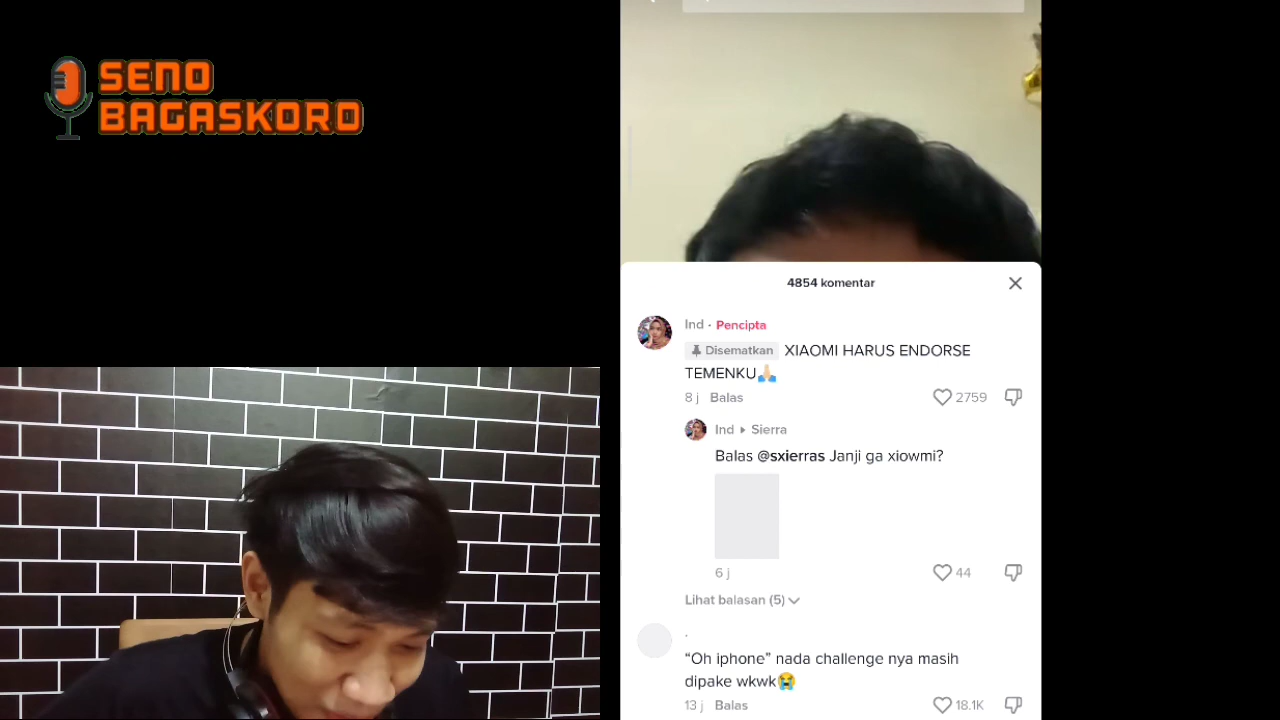 SENO
BAGASKORO
4854 komentar
Ind · Pencipta
Disematkan XIAOMI HARUS ENDORSE
TEMENKU🙏🏻
8 j Balas
2759
Ind ▸ Sierra
Balas @sxierras Janji ga xiowmi?
6 j
44
Lihat balasan (5)
.
“Oh iphone” nada challenge nya masih
dipake wkwk😭
13 j Balas
18.1K